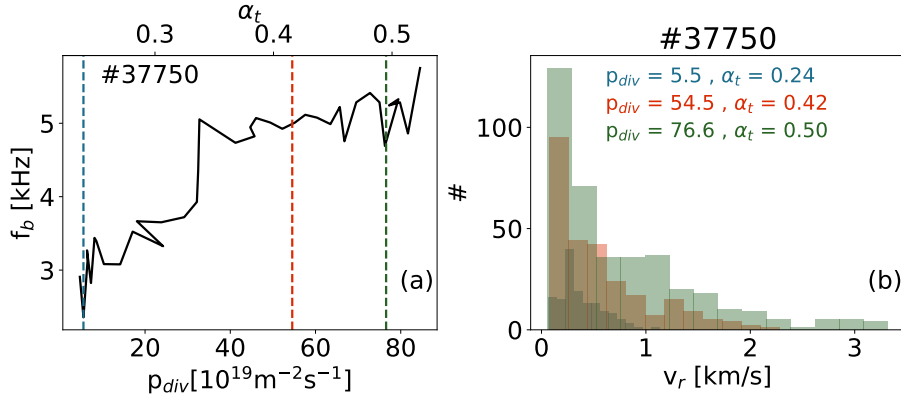 α_t
0.3 0.4 0.5
#37750
f_b [kHz]
5
4
3
(a)
20 40 60 80
p_div[10^19m^−2s^−1]
#37750
p_div = 5.5 , α_t = 0.24
p_div = 54.5 , α_t = 0.42
p_div = 76.6 , α_t = 0.50
#
100
50
0
(b)
0 1 2 3
v_r [km/s]